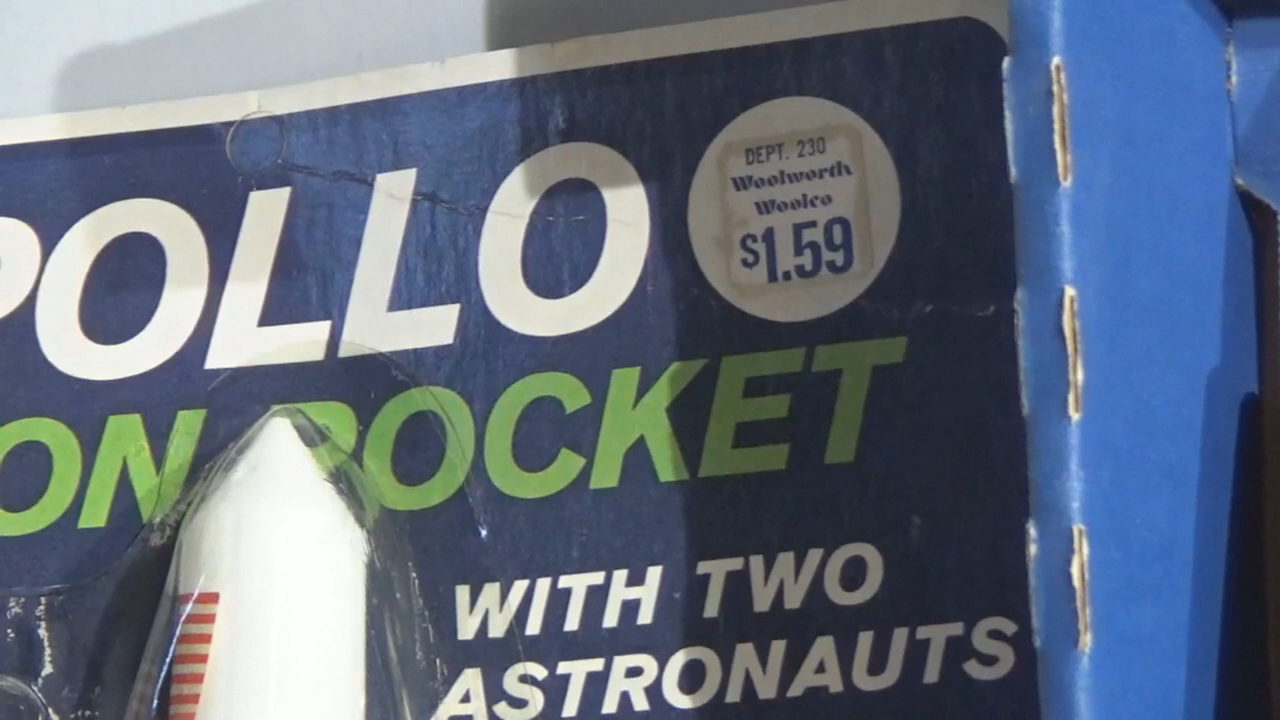 POLLO
DEPT. 230
Woolworth
Woolco
$1.59
ON ROCKET
WITH TWO
ASTRONAUTS